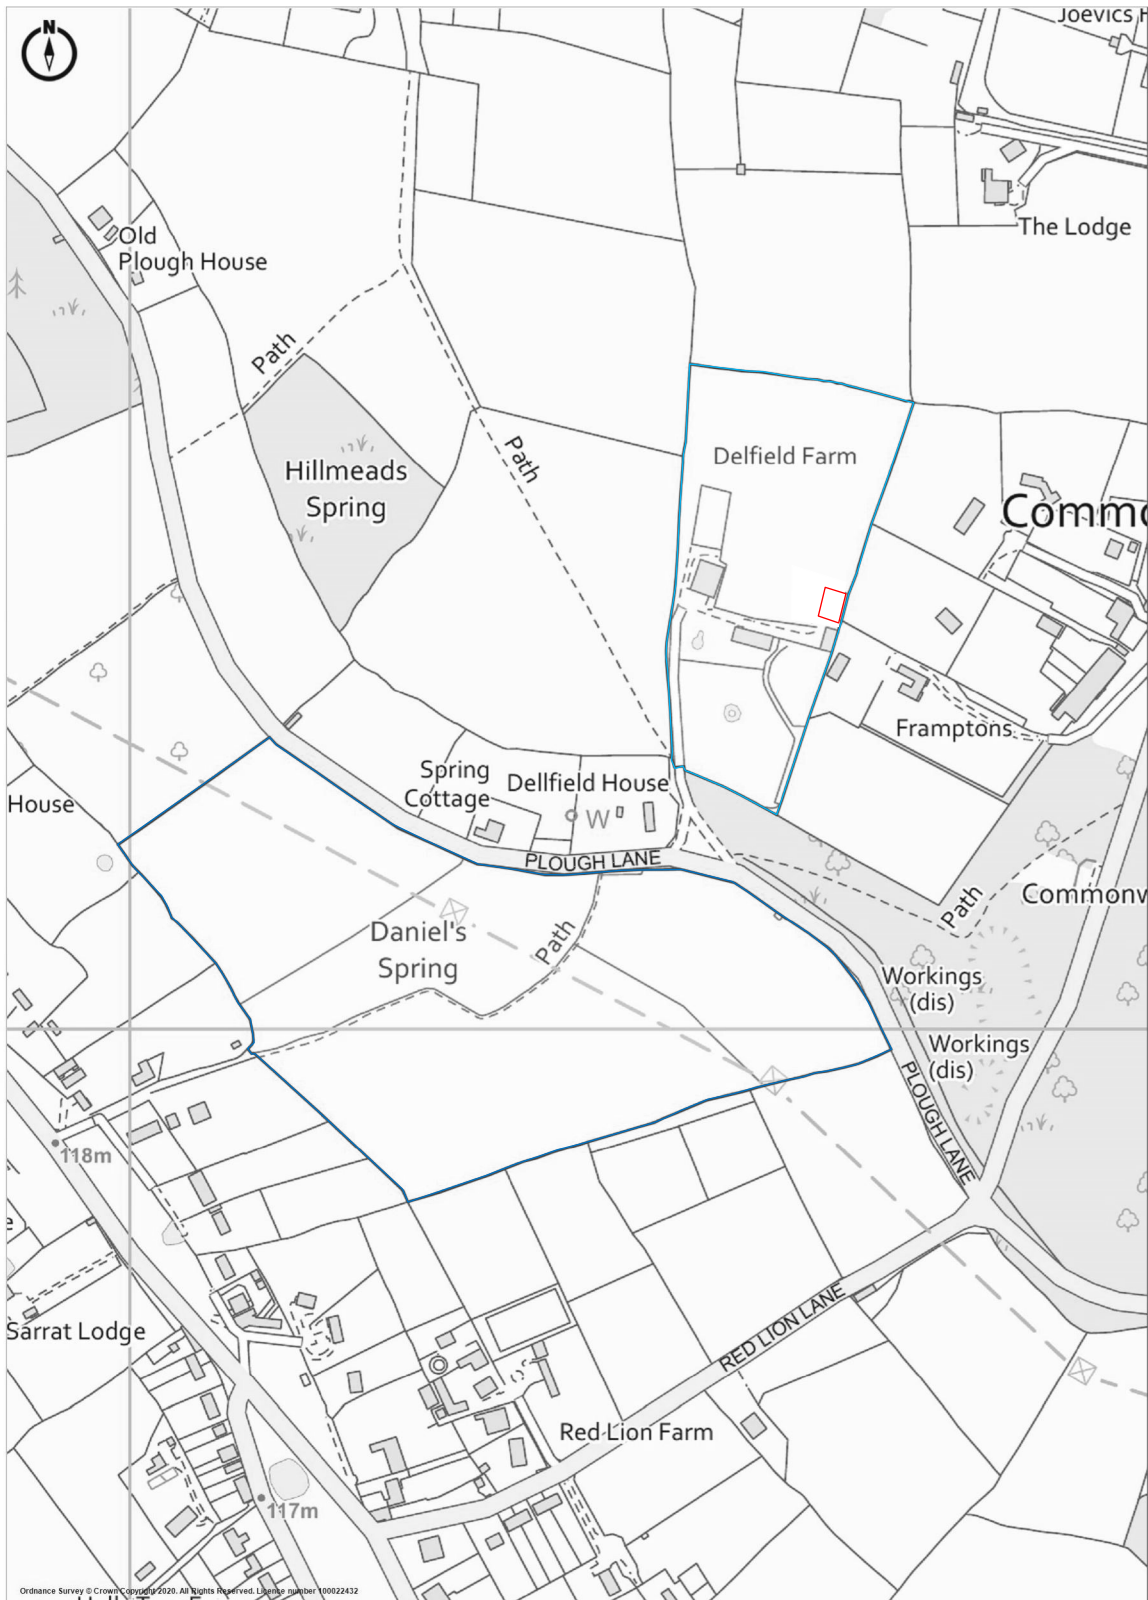 N
Joevics
The Lodge
Old
Plough House
Path
Path
Hillmeads
Spring
Delfield Farm
Framptons
Spring
Cottage
Dellfield House
W
House
PLOUGH LANE
Daniel's
Spring
Path
Path
Workings
(dis)
Workings
(dis)
PLOUGH LANE
118m
Sarrat Lodge
RED LION LANE
Red Lion Farm
117m
Ordnance Survey © Crown Copyright 2020. All Rights Reserved. Licence number 100022432